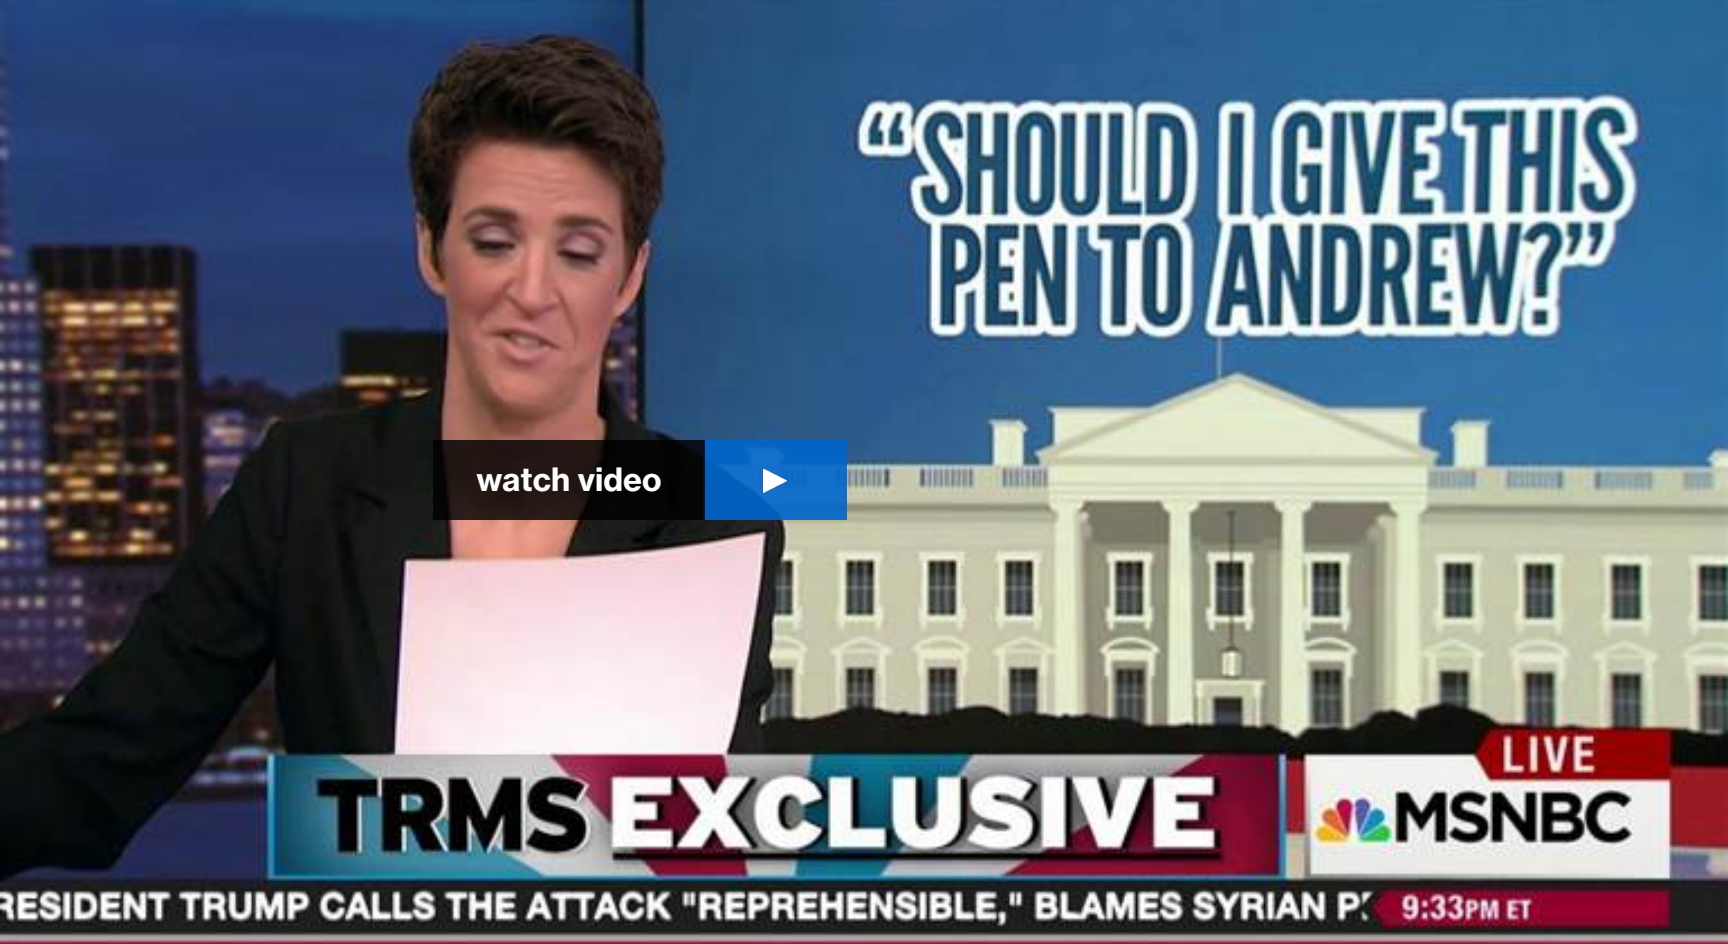 “SHOULD I GIVE THIS
PEN TO ANDREW?”
watch video
TRMS EXCLUSIVE
LIVE
MSNBC
RESIDENT TRUMP CALLS THE ATTACK "REPREHENSIBLE," BLAMES SYRIAN
9:33PM ET